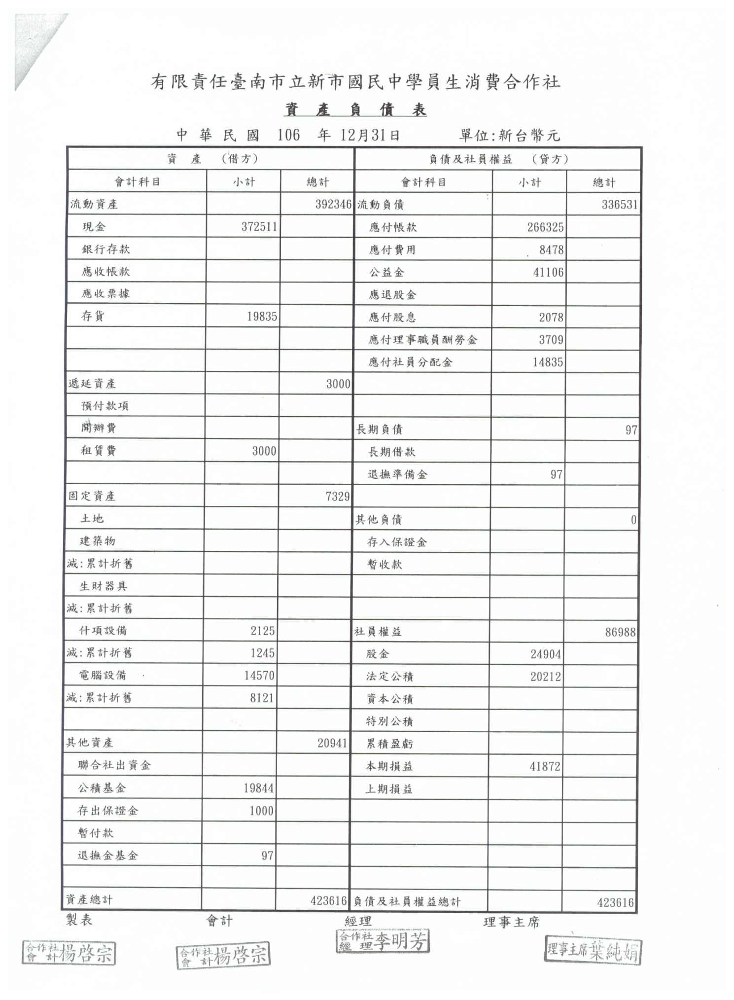 有限責任臺南市立新市國民中學員生消費合作社
資產負債表
中華民國 106 年 12月31日 單位:新台幣元
資 產 (借方) 負債及社員權益 (貸方)
會計科目 小計 總計 會計科目 小計 總計
流動資產 392346 流動負債 336531
現金 372511 應付帳款 266325
銀行存款 應付費用 8478
應收帳款 公益金 41106
應收票據 應退股金
存貨 19835 應付股息 2078
應付理事職員酬勞金 3709
應付社員分配金 14835
遞延資產 3000
預付款項
開辦費 長期負債 97
租賃費 3000 長期借款
退撫準備金 97
固定資產 7329
土地 其他負債 0
建築物 存入保證金
減:累計折舊 暫收款
生財器具
減:累計折舊
什項設備 2125 社員權益 86988
減:累計折舊 1245 股金 24904
電腦設備 14570 法定公積 20212
減:累計折舊 8121 資本公積
特別公積
其他資產 20941 累積盈虧
聯合社出資金 本期損益 41872
公積基金 19844 上期損益
存出保證金 1000
暫付款
退撫金基金 97
資產總計 423616 負債及社員權益總計 423616
製表 會計 經理 理事主席
合作社會計楊啓宗 合作社會計楊啓宗 合作社經理李明芳 理事主席葉純娟